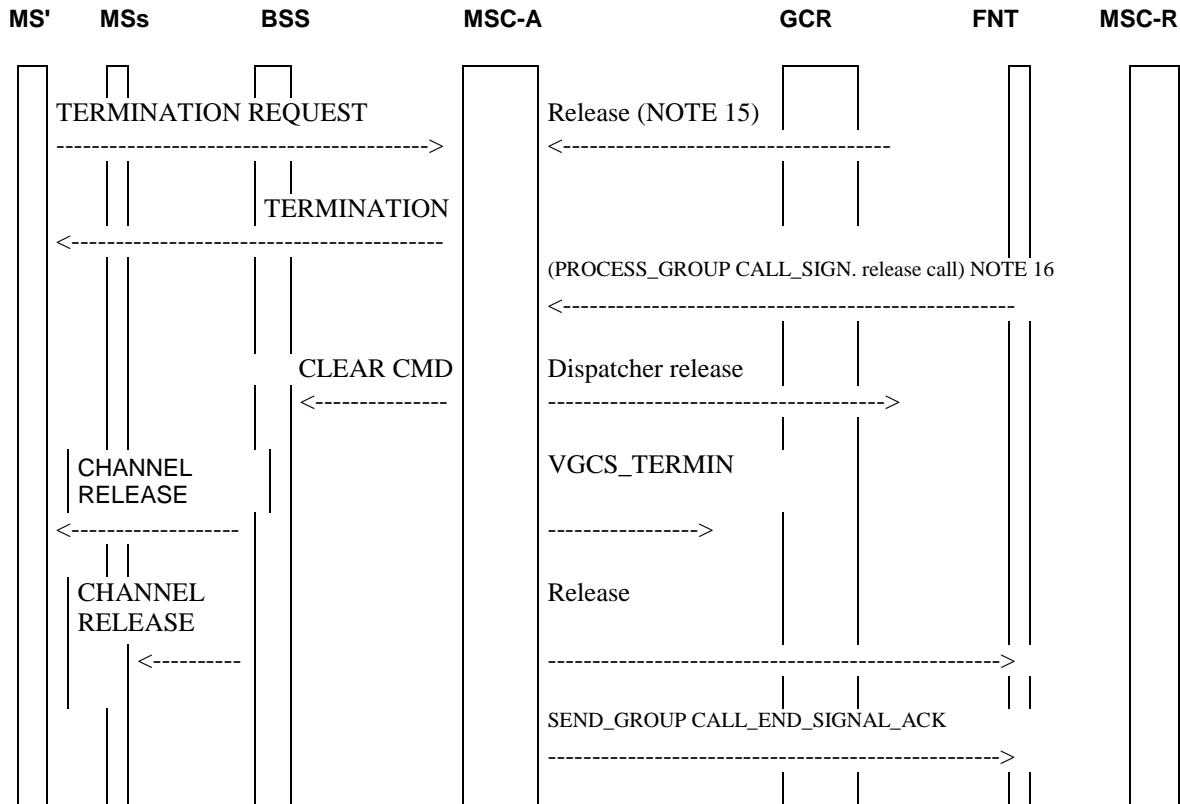 MS' MSs BSS MSC-A GCR FNT MSC-R
TERMINATION REQUEST Release (NOTE 15)
----------------------------------------> <------------------------------------
TERMINATION
<----------------------------------------
(PROCESS_GROUP CALL_SIGN. release call) NOTE 16
<--------------------------------------------------
CLEAR CMD Dispatcher release
<--------------- ------------------------------------->
CHANNEL VGCS_TERMIN
RELEASE
<------------------ ---------------->
CHANNEL Release
RELEASE
<---------- ------------------------------------------------->
SEND_GROUP CALL_END_SIGNAL_ACK
------------------------------------------------->